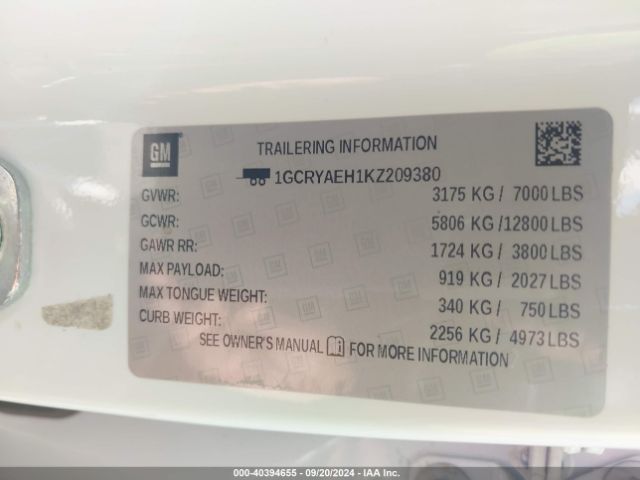 GM
TRAILERING INFORMATION
1GCRYAEH1KZ209380
GVWR: 3175 KG / 7000 LBS
GCWR: 5806 KG /12800 LBS
GAWR RR: 1724 KG / 3800 LBS
MAX PAYLOAD: 919 KG / 2027 LBS
MAX TONGUE WEIGHT: 340 KG / 750 LBS
CURB WEIGHT: 2256 KG / 4973 LBS
SEE OWNER'S MANUAL FOR MORE INFORMATION
000-40394655 - 09/20/2024 - IAA Inc.